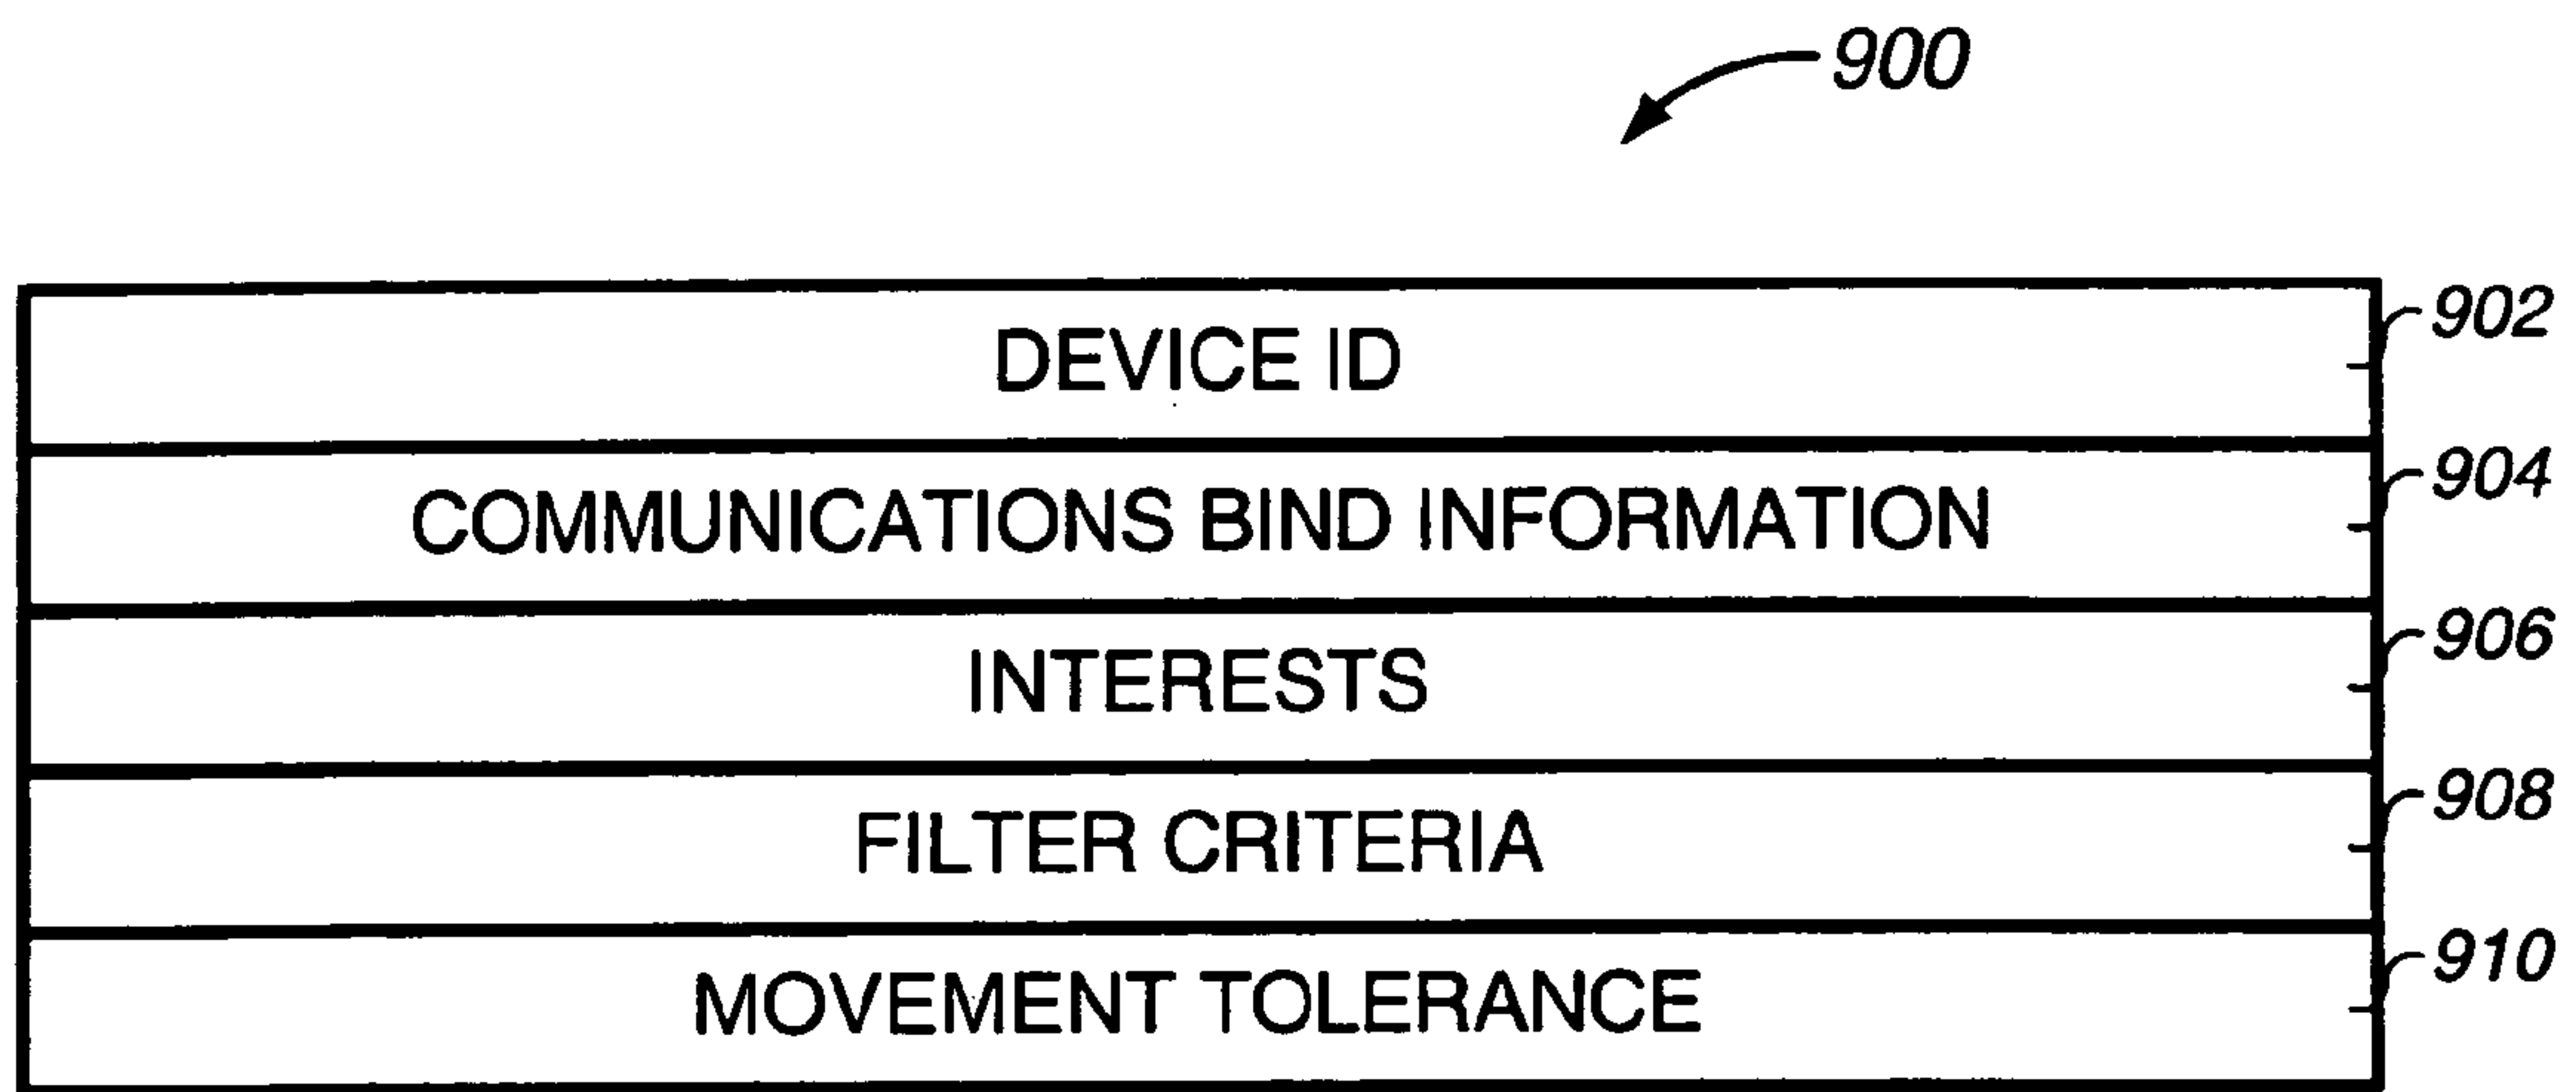 900
DEVICE ID 902
COMMUNICATIONS BIND INFORMATION 904
INTERESTS 906
FILTER CRITERIA 908
MOVEMENT TOLERANCE 910